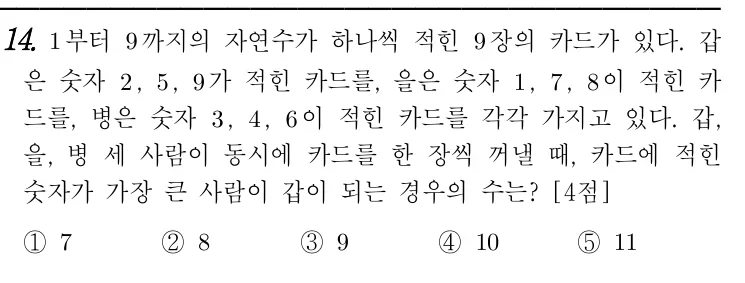 14. 1부터 9까지의 자연수가 하나씩 적힌 9장의 카드가 있다. 갑
은 숫자 2, 5, 9가 적힌 카드를, 을은 숫자 1, 7, 8이 적힌 카
드를, 병은 숫자 3, 4, 6이 적힌 카드를 각각 가지고 있다. 갑,
을, 병 세 사람이 동시에 카드를 한 장씩 꺼낼 때, 카드에 적힌
숫자가 가장 큰 사람이 갑이 되는 경우의 수는? [4점]
① 7 ② 8 ③ 9 ④ 10 ⑤ 11